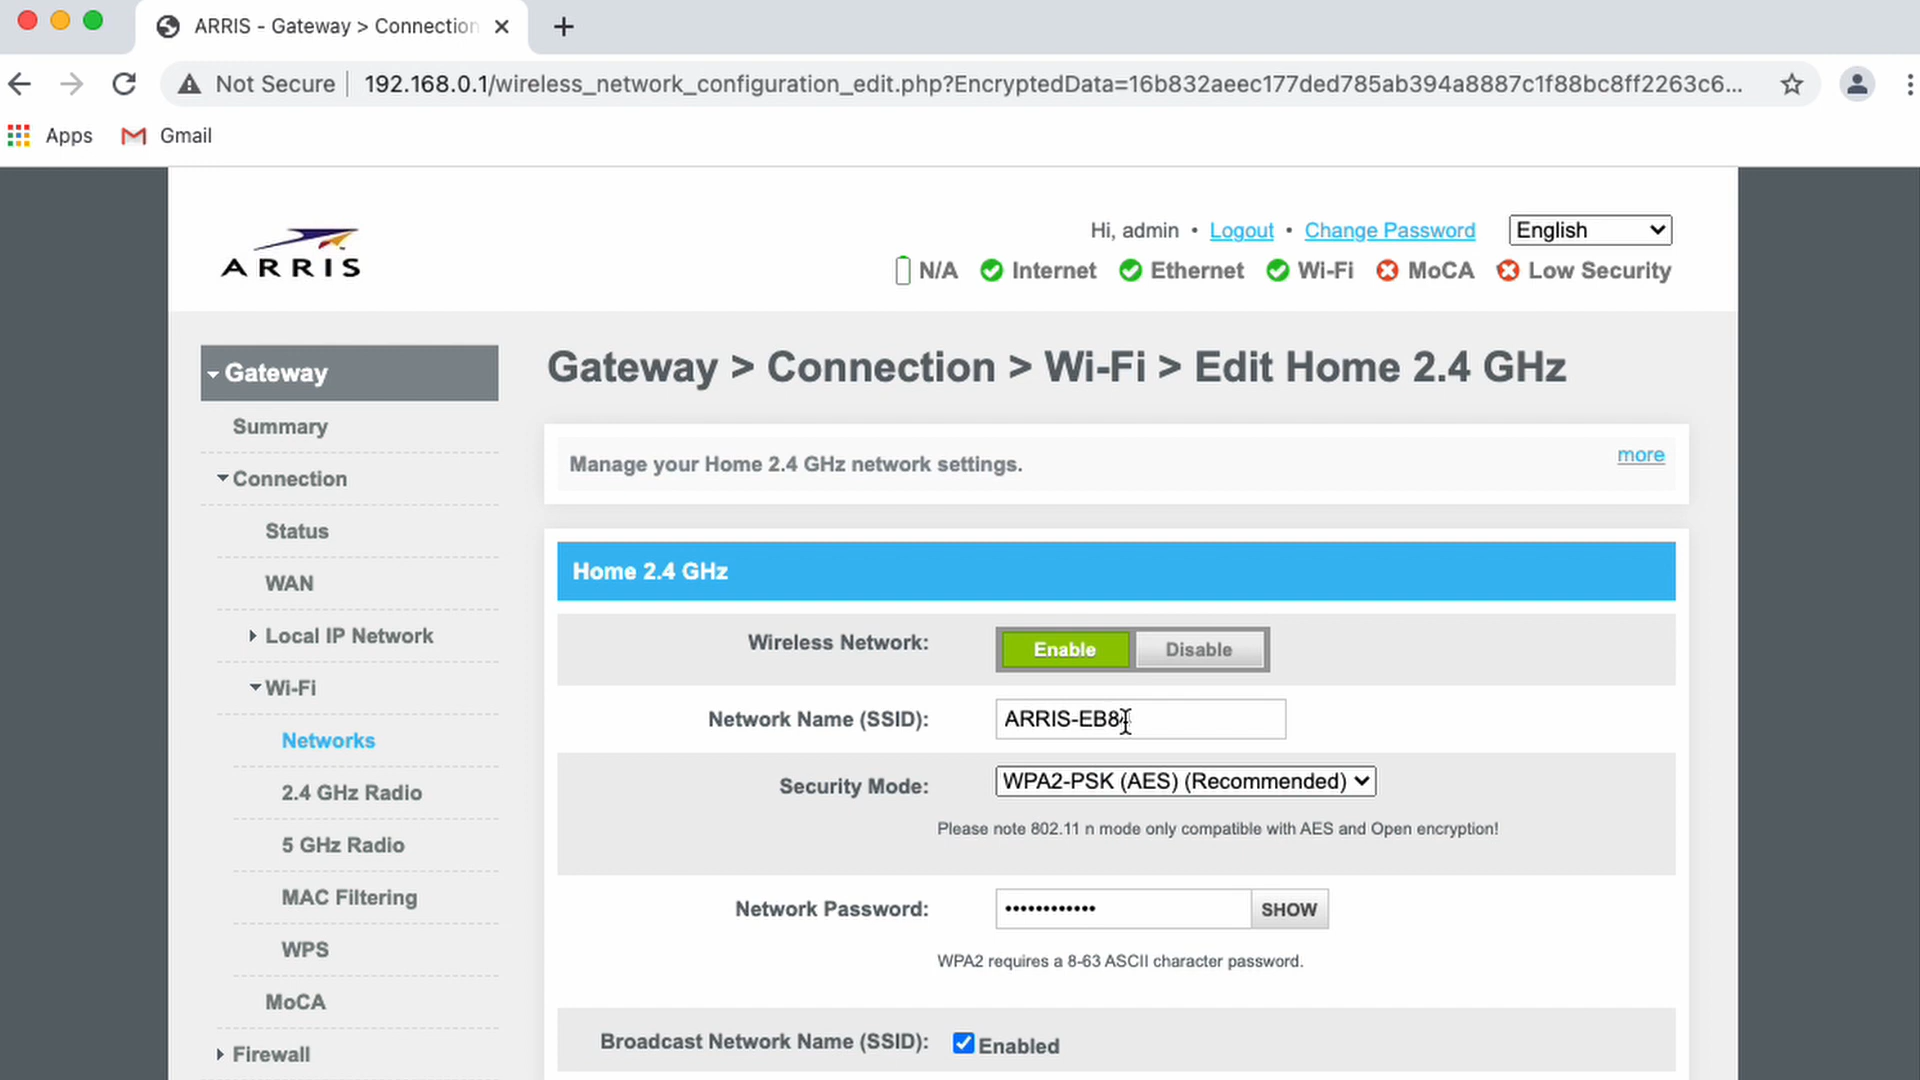 ARRIS - Gateway > Connection
Not Secure 192.168.0.1/wireless_network_configuration_edit.php?EncryptedData=16b832aeec177ded785ab394a8887c1f88bc8ff2263c6...
Apps Gmail
ARRIS
Hi, admin • Logout • Change Password English
N/A Internet Ethernet Wi-Fi MoCA Low Security
Gateway
Summary
Connection
Status
WAN
Local IP Network
Wi-Fi
Networks
2.4 GHz Radio
5 GHz Radio
MAC Filtering
WPS
MoCA
Firewall
Gateway > Connection > Wi-Fi > Edit Home 2.4 GHz
Manage your Home 2.4 GHz network settings. more
Home 2.4 GHz
Wireless Network: Enable Disable
Network Name (SSID):
Security Mode: WPA2-PSK (AES) (Recommended)
Please note 802.11 n mode only compatible with AES and Open encryption!
Network Password: •••••••••••• SHOW
WPA2 requires a 8-63 ASCII character password.
Broadcast Network Name (SSID): Enabled